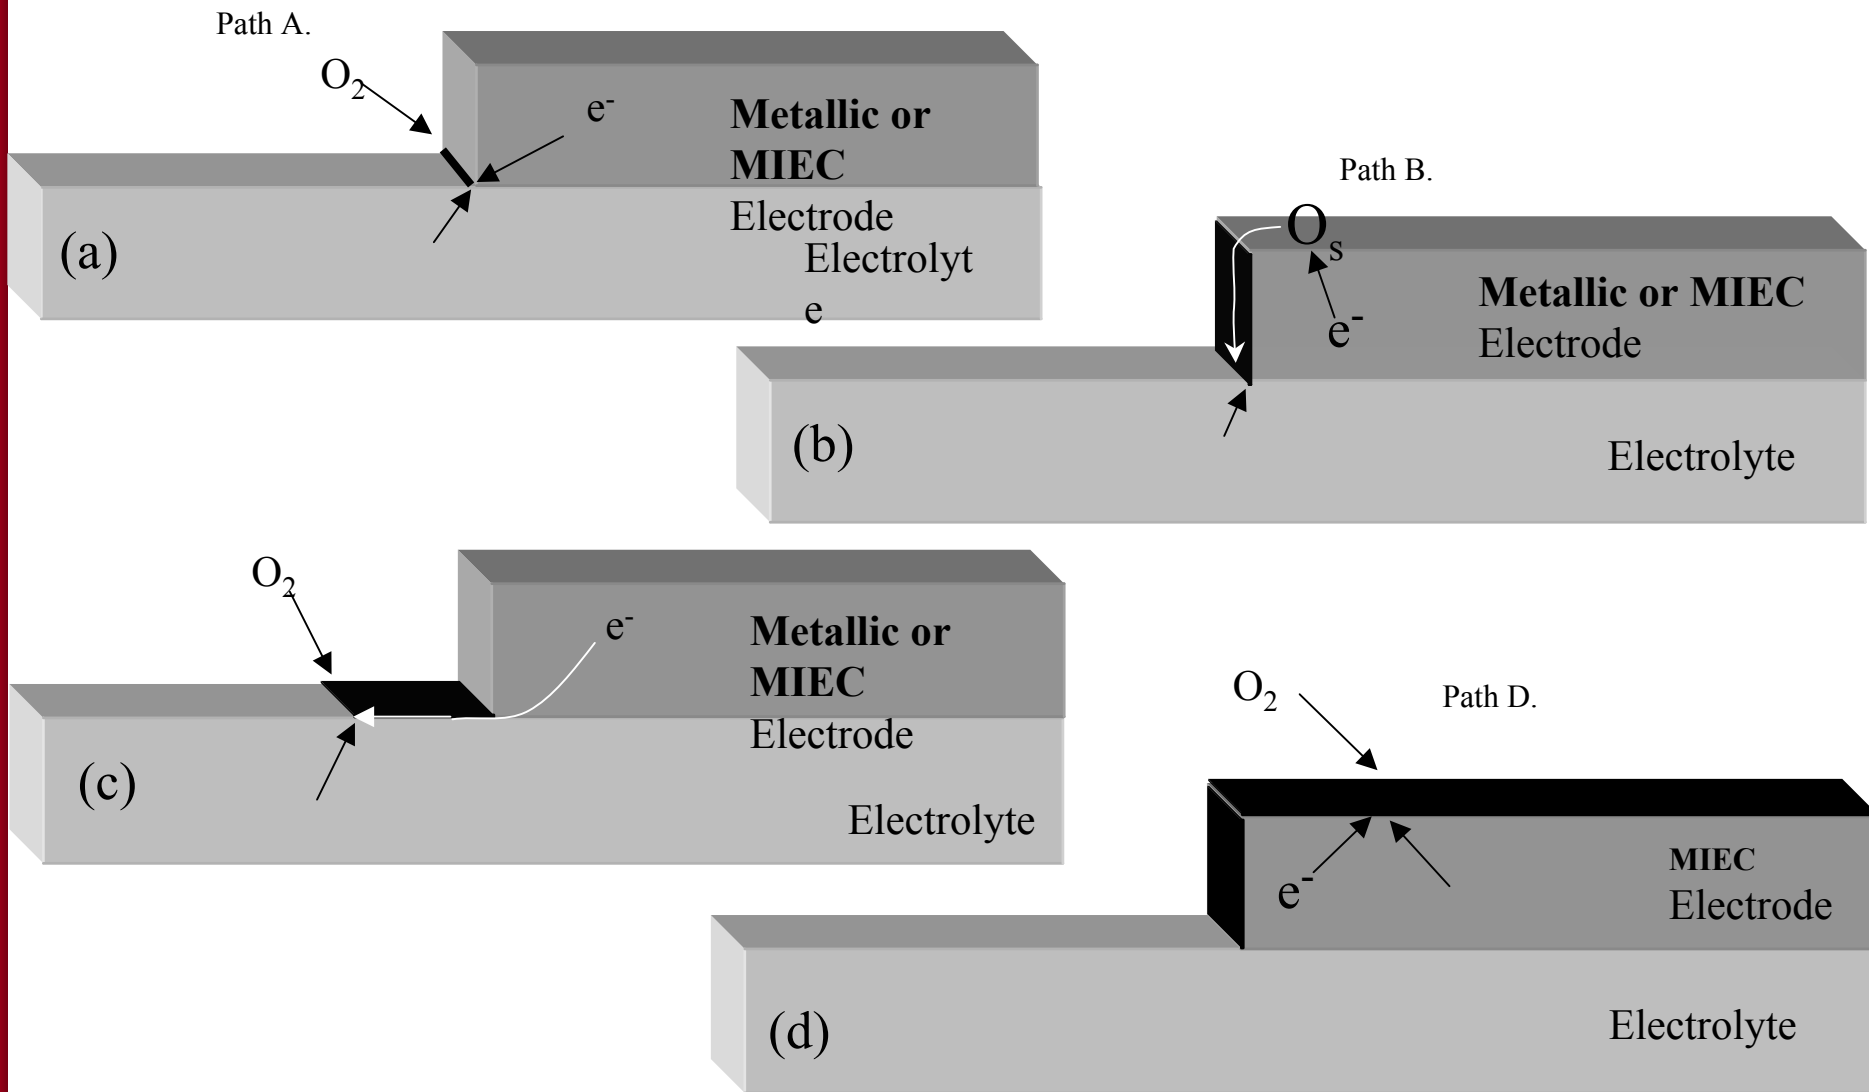 Path A.
O2
e-
Metallic or
MIEC
Electrode
Electrolyt
e
(a)
Path B.
Os
e-
Metallic or MIEC
Electrode
(b)
Electrolyte
O2
e-
Metallic or
MIEC
Electrode
(c)
Electrolyte
O2
Path D.
e-
MIEC
Electrode
(d)
Electrolyte